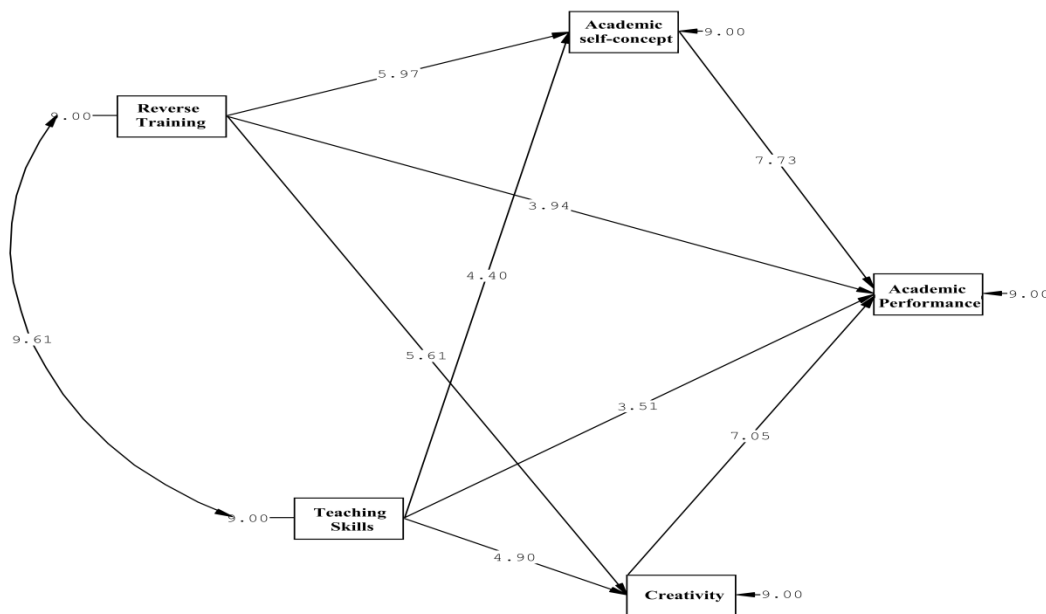 Academic
self-concept
9.00
5.97
Reverse
Training
9.00
7.73
3.94
4.40
Academic
Performance
9.00
9.61
5.61
3.51
7.05
Teaching
Skills
9.00
4.90
Creativity
9.00